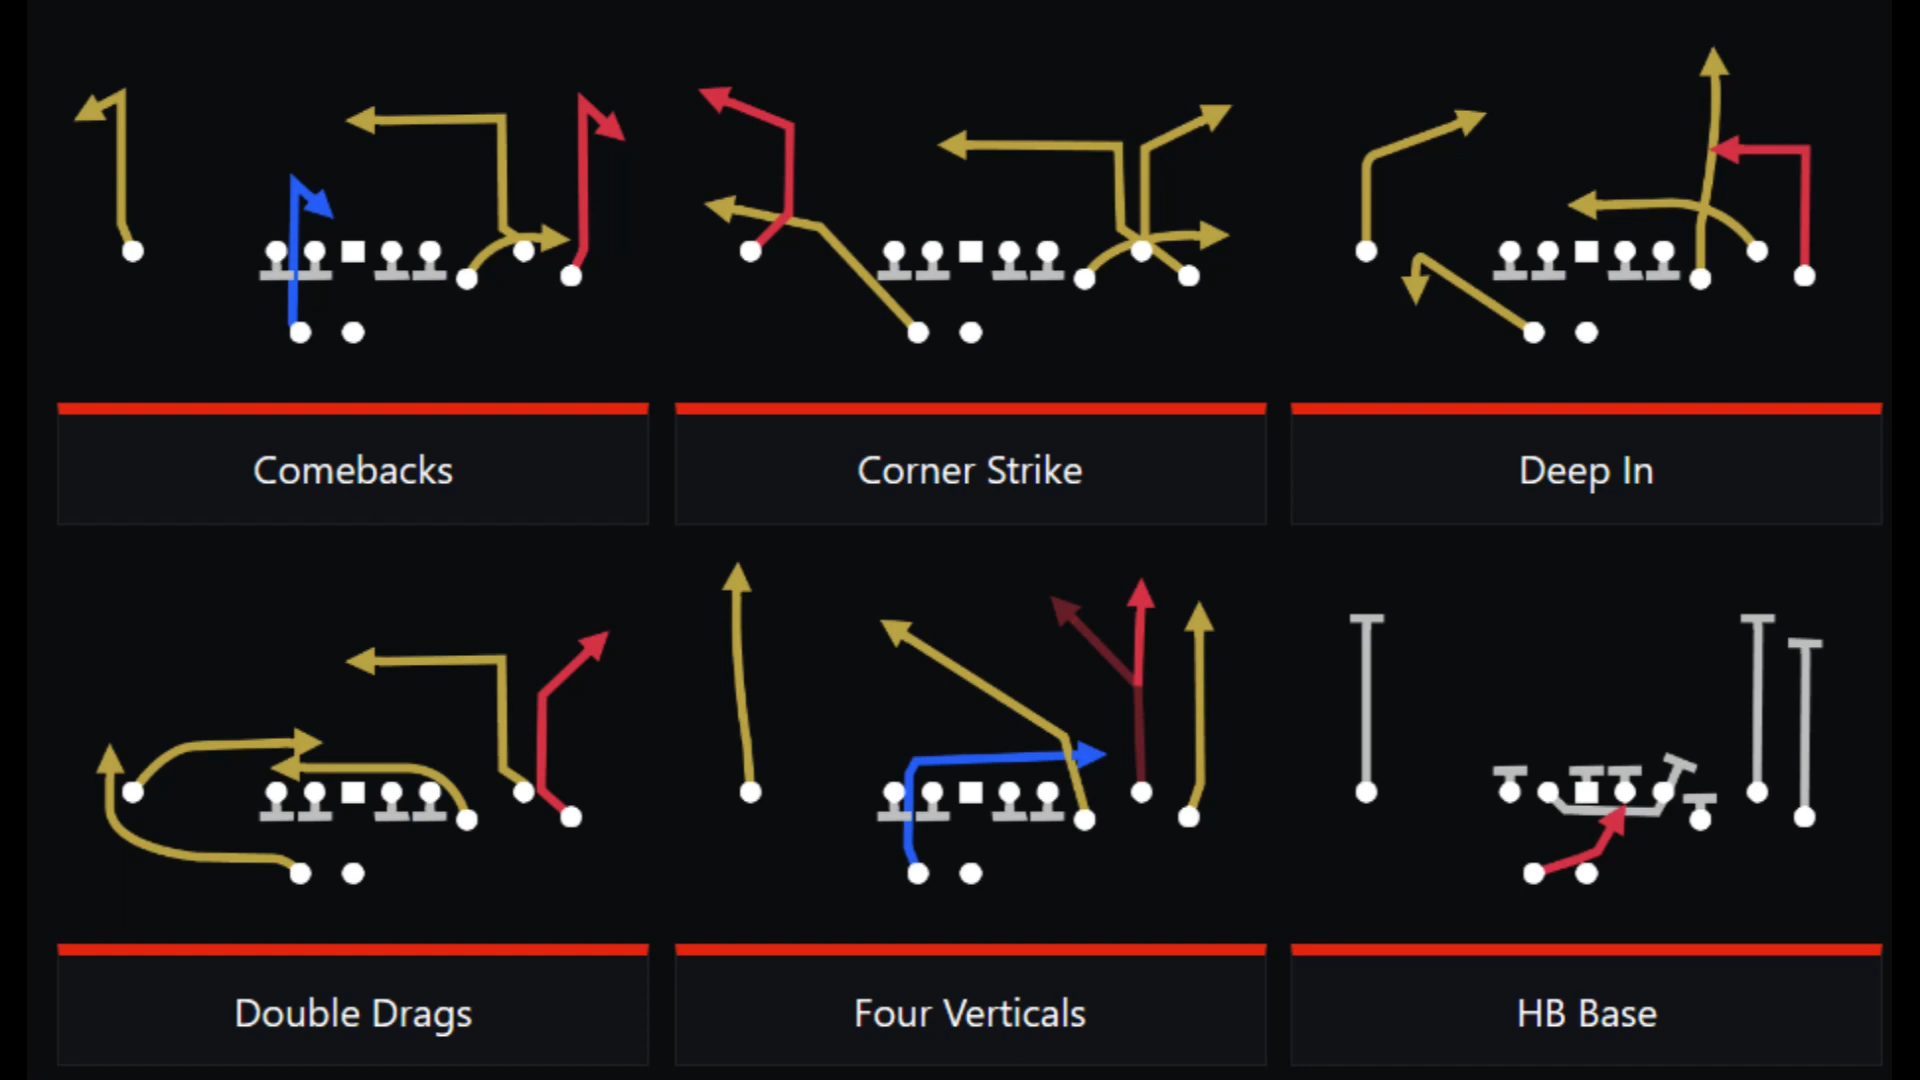 Comebacks
Corner Strike
Deep In
Double Drags
Four Verticals
HB Base